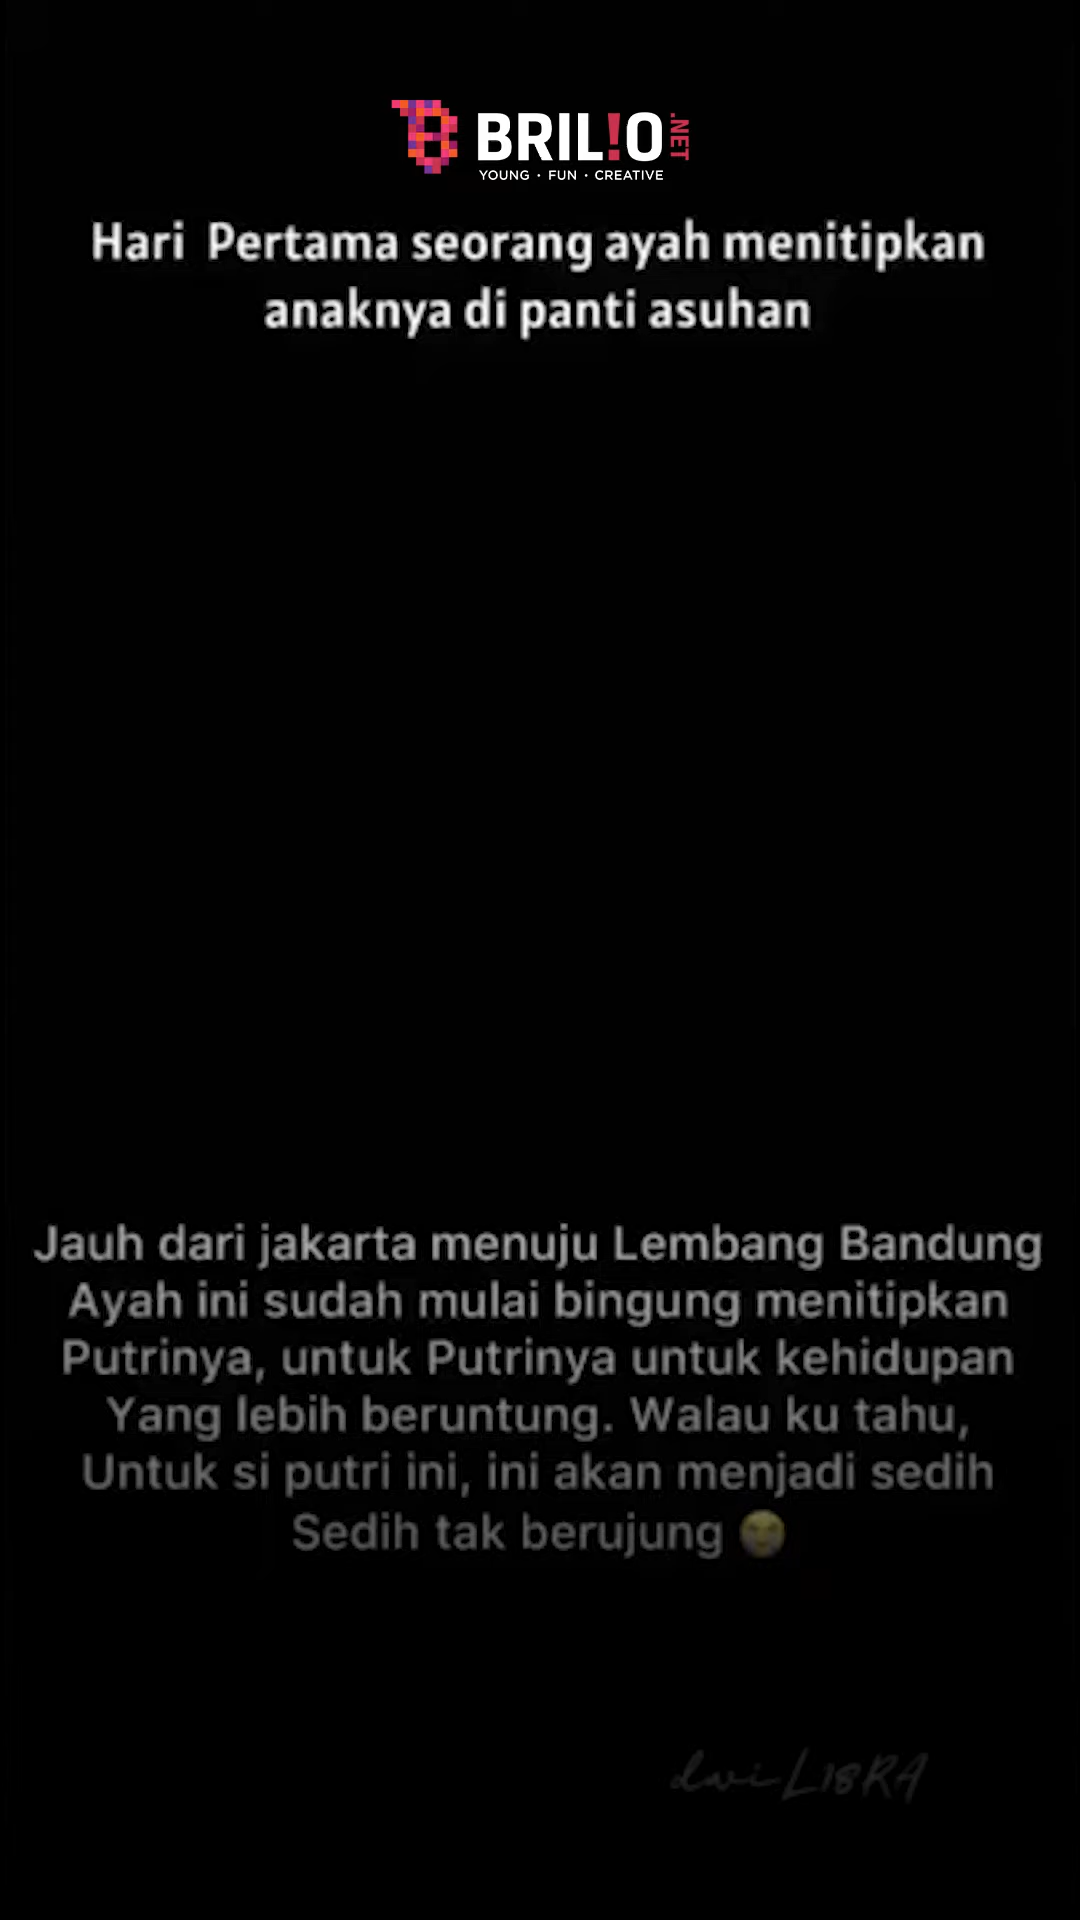 BRIL!O.NET
YOUNG · FUN · CREATIVE
Hari Pertama seorang ayah menitipkan
anaknya di panti asuhan
Jauh dari jakarta menuju Lembang Bandung
Ayah ini sudah mulai bingung menitipkan
Putrinya, untuk Putrinya untuk kehidupan
Yang lebih beruntung. Walau ku tahu,
Untuk si putri ini, ini akan menjadi sedih
Sedih tak berujung 😭
dwi L18RA